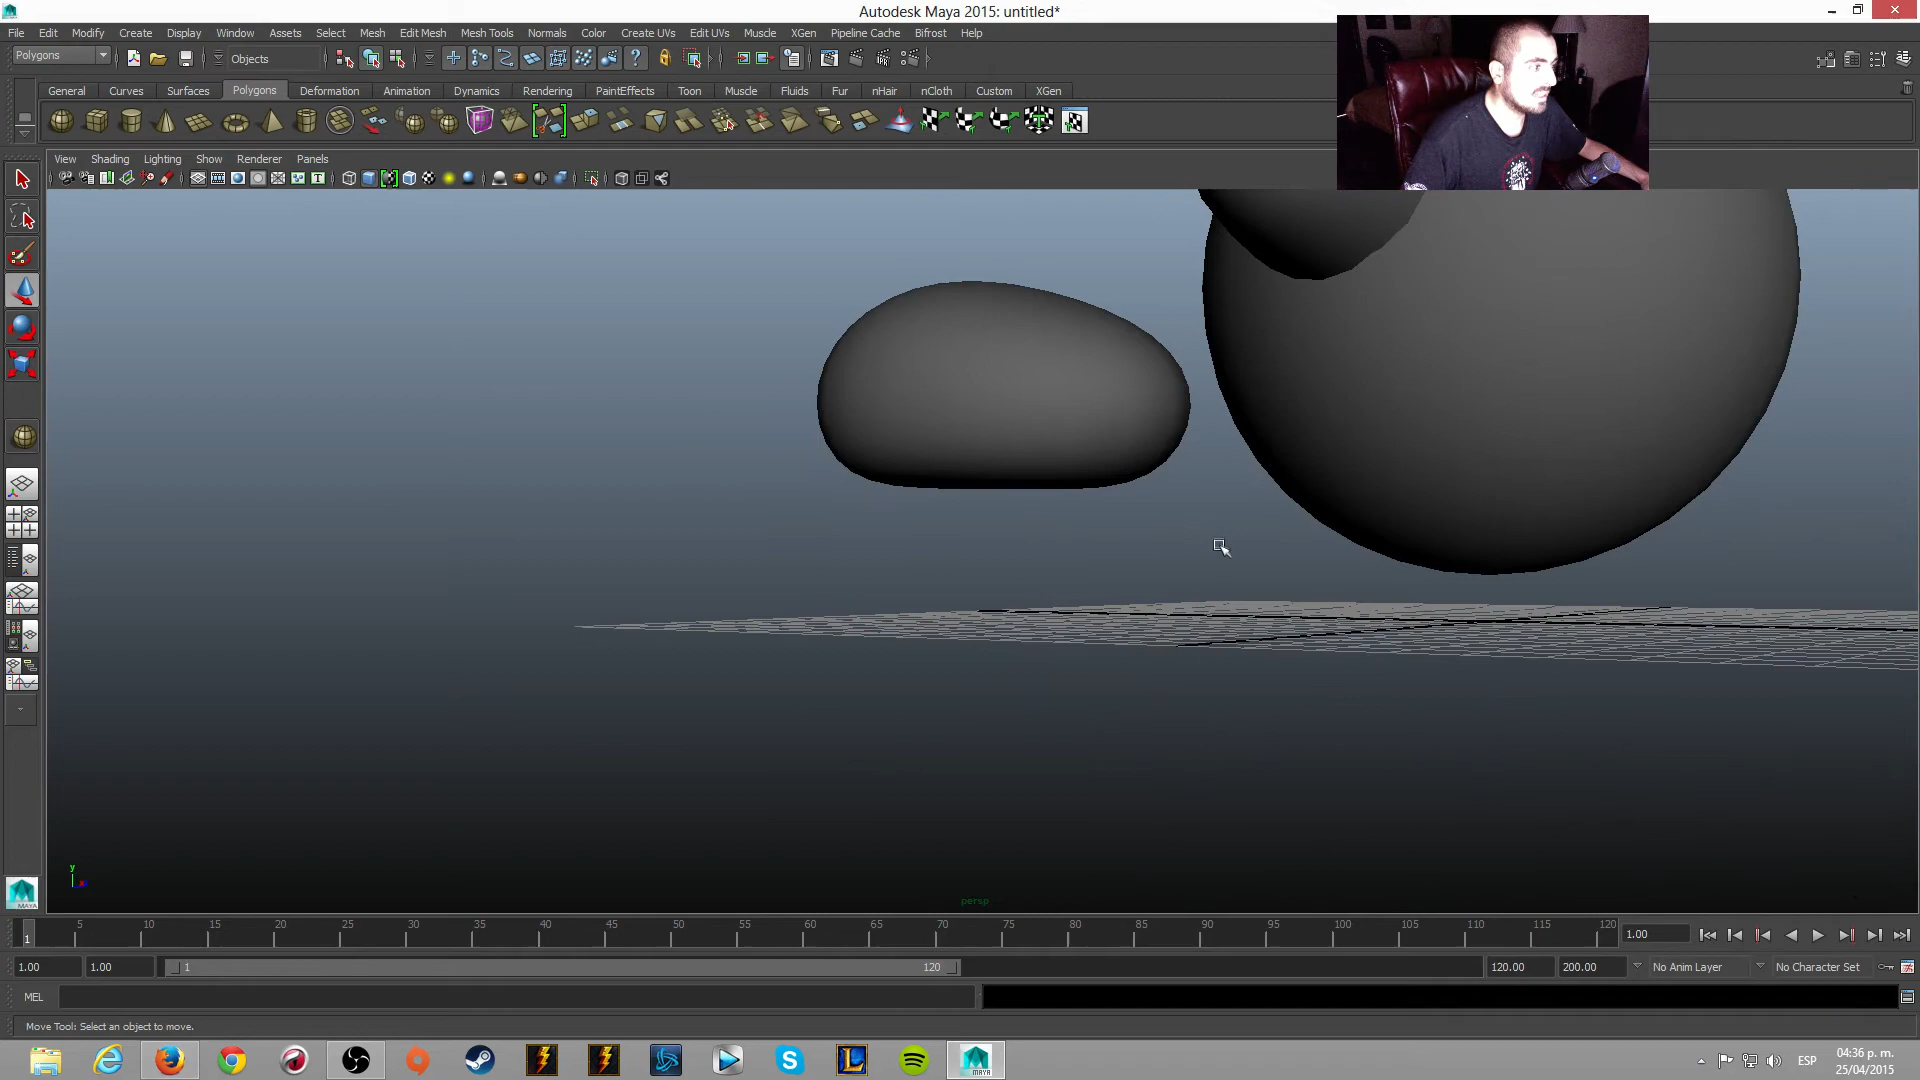 Autodesk Maya 2015: untitled*
File Edit Modify Create Display Window Assets Select Mesh Edit Mesh Mesh Tools Normals Color Create UVs Edit UVs Muscle XGen Pipeline Cache Bifrost Help
Polygons Objects
General Curves Surfaces Polygons Deformation Animation Dynamics Rendering PaintEffects Toon Muscle Fluids Fur nHair nCloth Custom XGen
View Shading Lighting Show Renderer Panels
y
x
persp
MAYA
1 5 10 15 20 25 30 35 40 45 50 55 60 65 70 75 80 85 90 95 100 105 110 115 120 1.00
1.00 1.00 1 120 120.00 200.00 No Anim Layer No Character Set
MEL
Move Tool: Select an object to move.
ESP 04:36 p. m.
25/04/2015